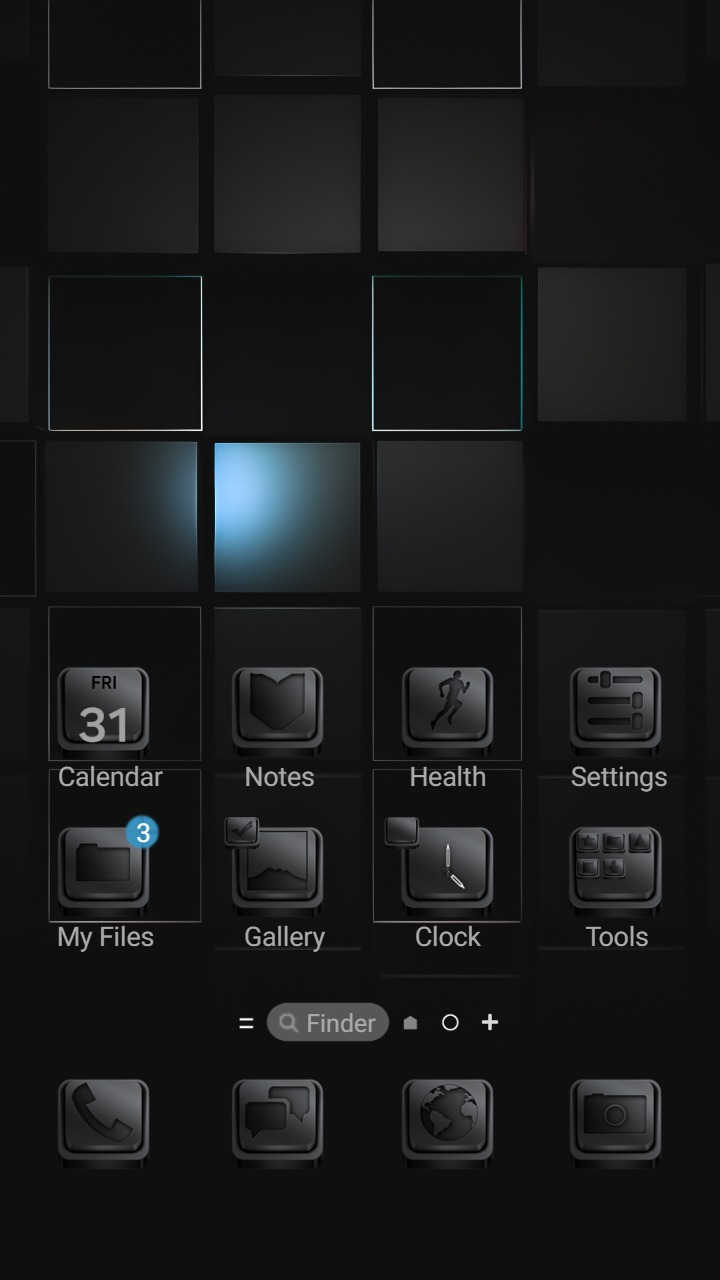 FRI
31
Calendar
Notes
Health
Settings
3
My Files
Gallery
Clock
Tools
Finder